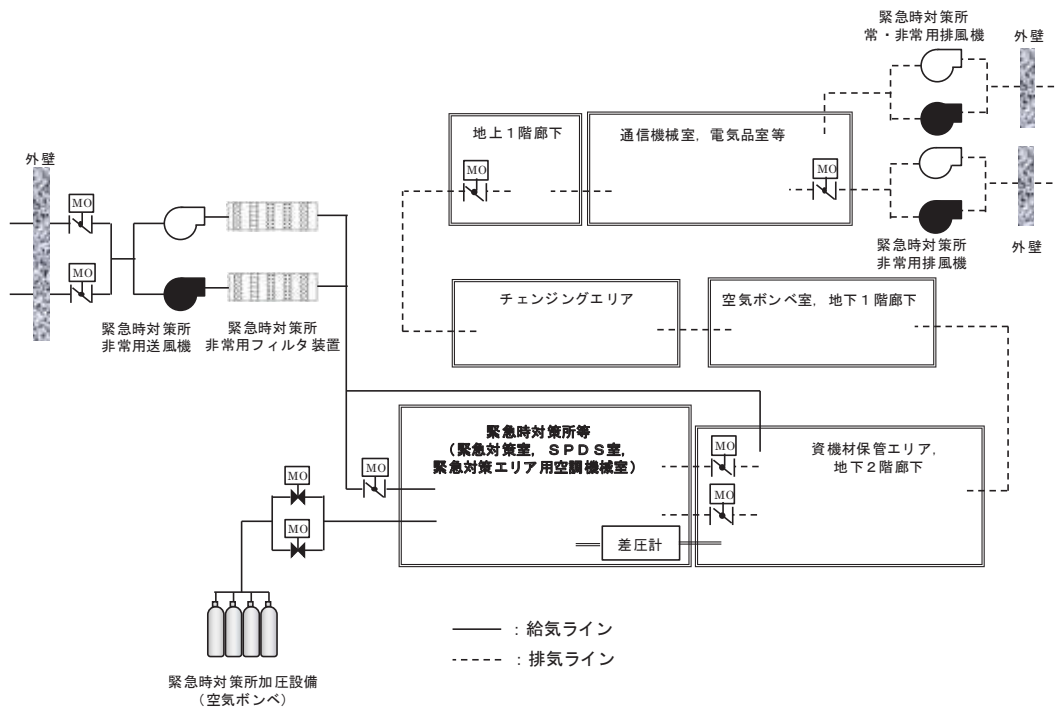 緊急時対策所
常・非常用排風機
外壁
地上1階廊下
通信機械室，電気品室等
MO
MO
外壁
MO
MO
緊急時対策所
非常用送風機
緊急時対策所
非常用フィルタ装置
緊急時対策所
非常用排風機
外壁
チェンジングエリア
空気ボンベ室，地下1階廊下
緊急時対策所等
（緊急対策室，ＳＰＤＳ室，
緊急対策エリア用空調機械室）
資機材保管エリア，
地下2階廊下
MO
MO
MO
MO
MO
差圧計
：給気ライン
：排気ライン
緊急時対策所加圧設備
（空気ボンベ）